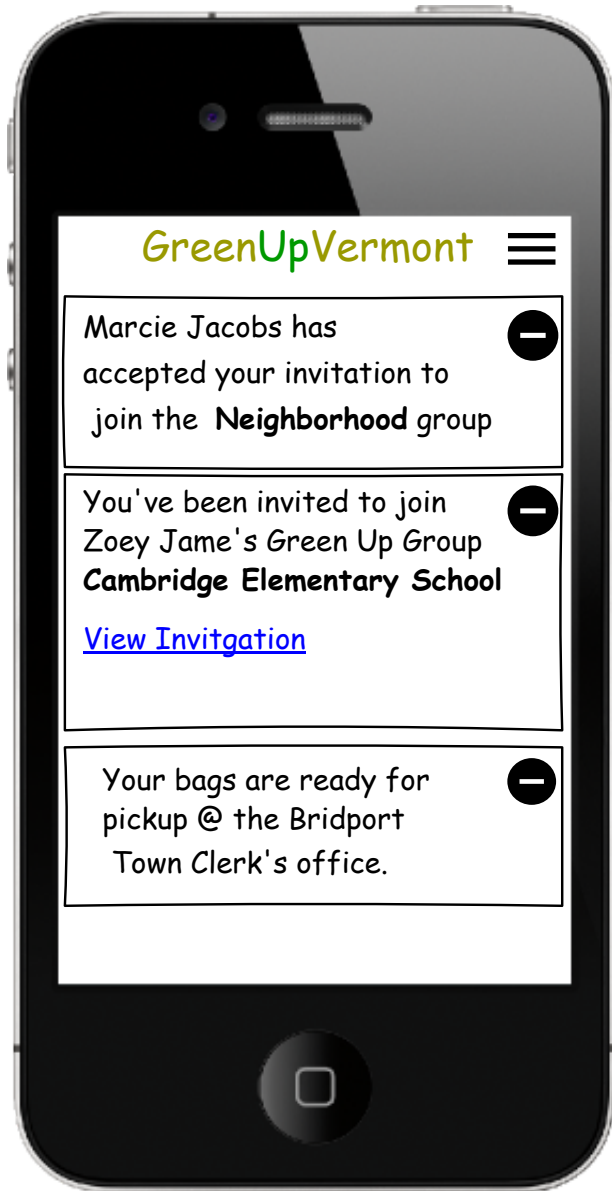 GreenUpVermont
Marcie Jacobs has
accepted your invitation to
join the Neighborhood group
You've been invited to join
Zoey Jame's Green Up Group
Cambridge Elementary School
View Invitgation
Your bags are ready for
pickup @ the Bridport
Town Clerk's office.